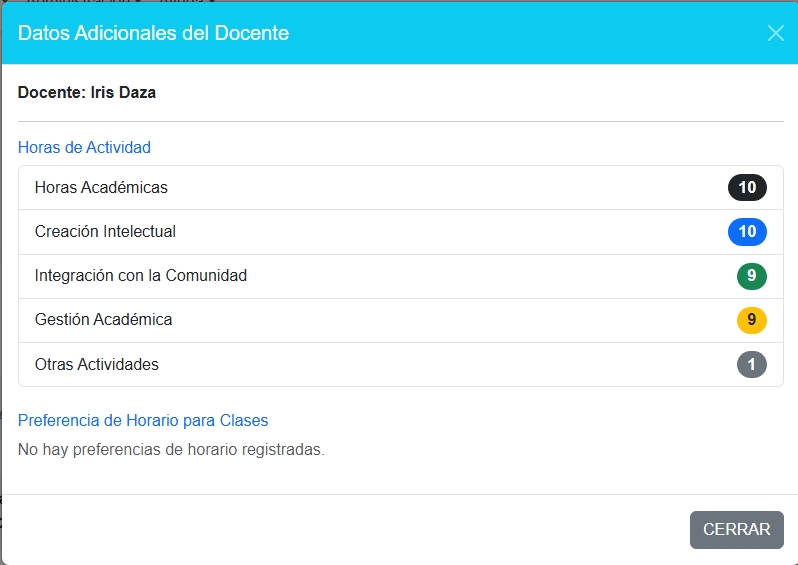 Datos Adicionales del Docente
Docente: Iris Daza
Horas de Actividad
Horas Académicas 10
Creación Intelectual 10
Integración con la Comunidad 9
Gestión Académica 9
Otras Actividades 1
Preferencia de Horario para Clases
No hay preferencias de horario registradas.
CERRAR